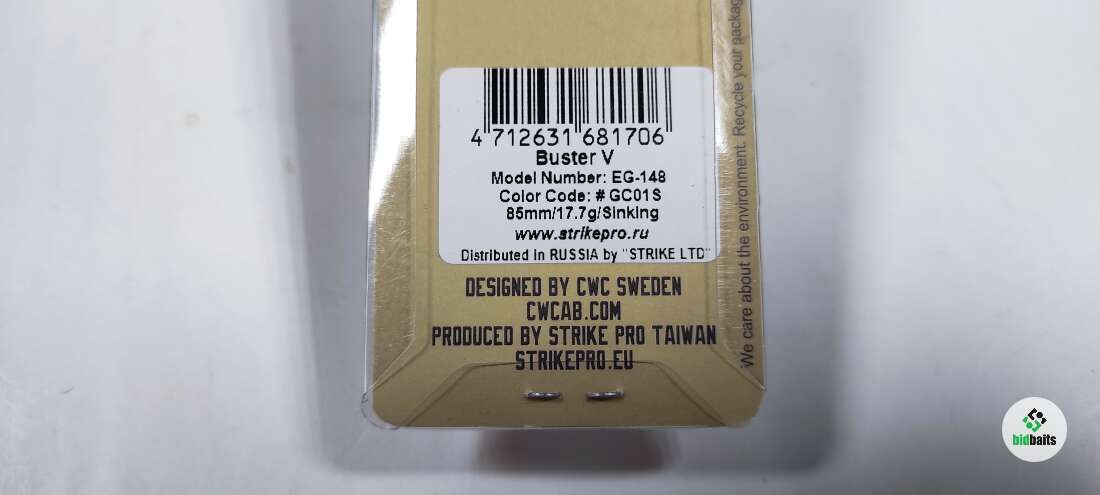 4 712631 681706
Buster V
Model Number: EG-148
Color Code: # GC01S
85mm/17.7g/Sinking
www.strikepro.ru
Distributed in RUSSIA by "STRIKE LTD"
DESIGNED BY CWC SWEDEN
CWCAB.COM
PRODUCED BY STRIKE PRO TAIWAN
STRIKEPRO.EU
We care about the environment. Recycle your
bidbaits